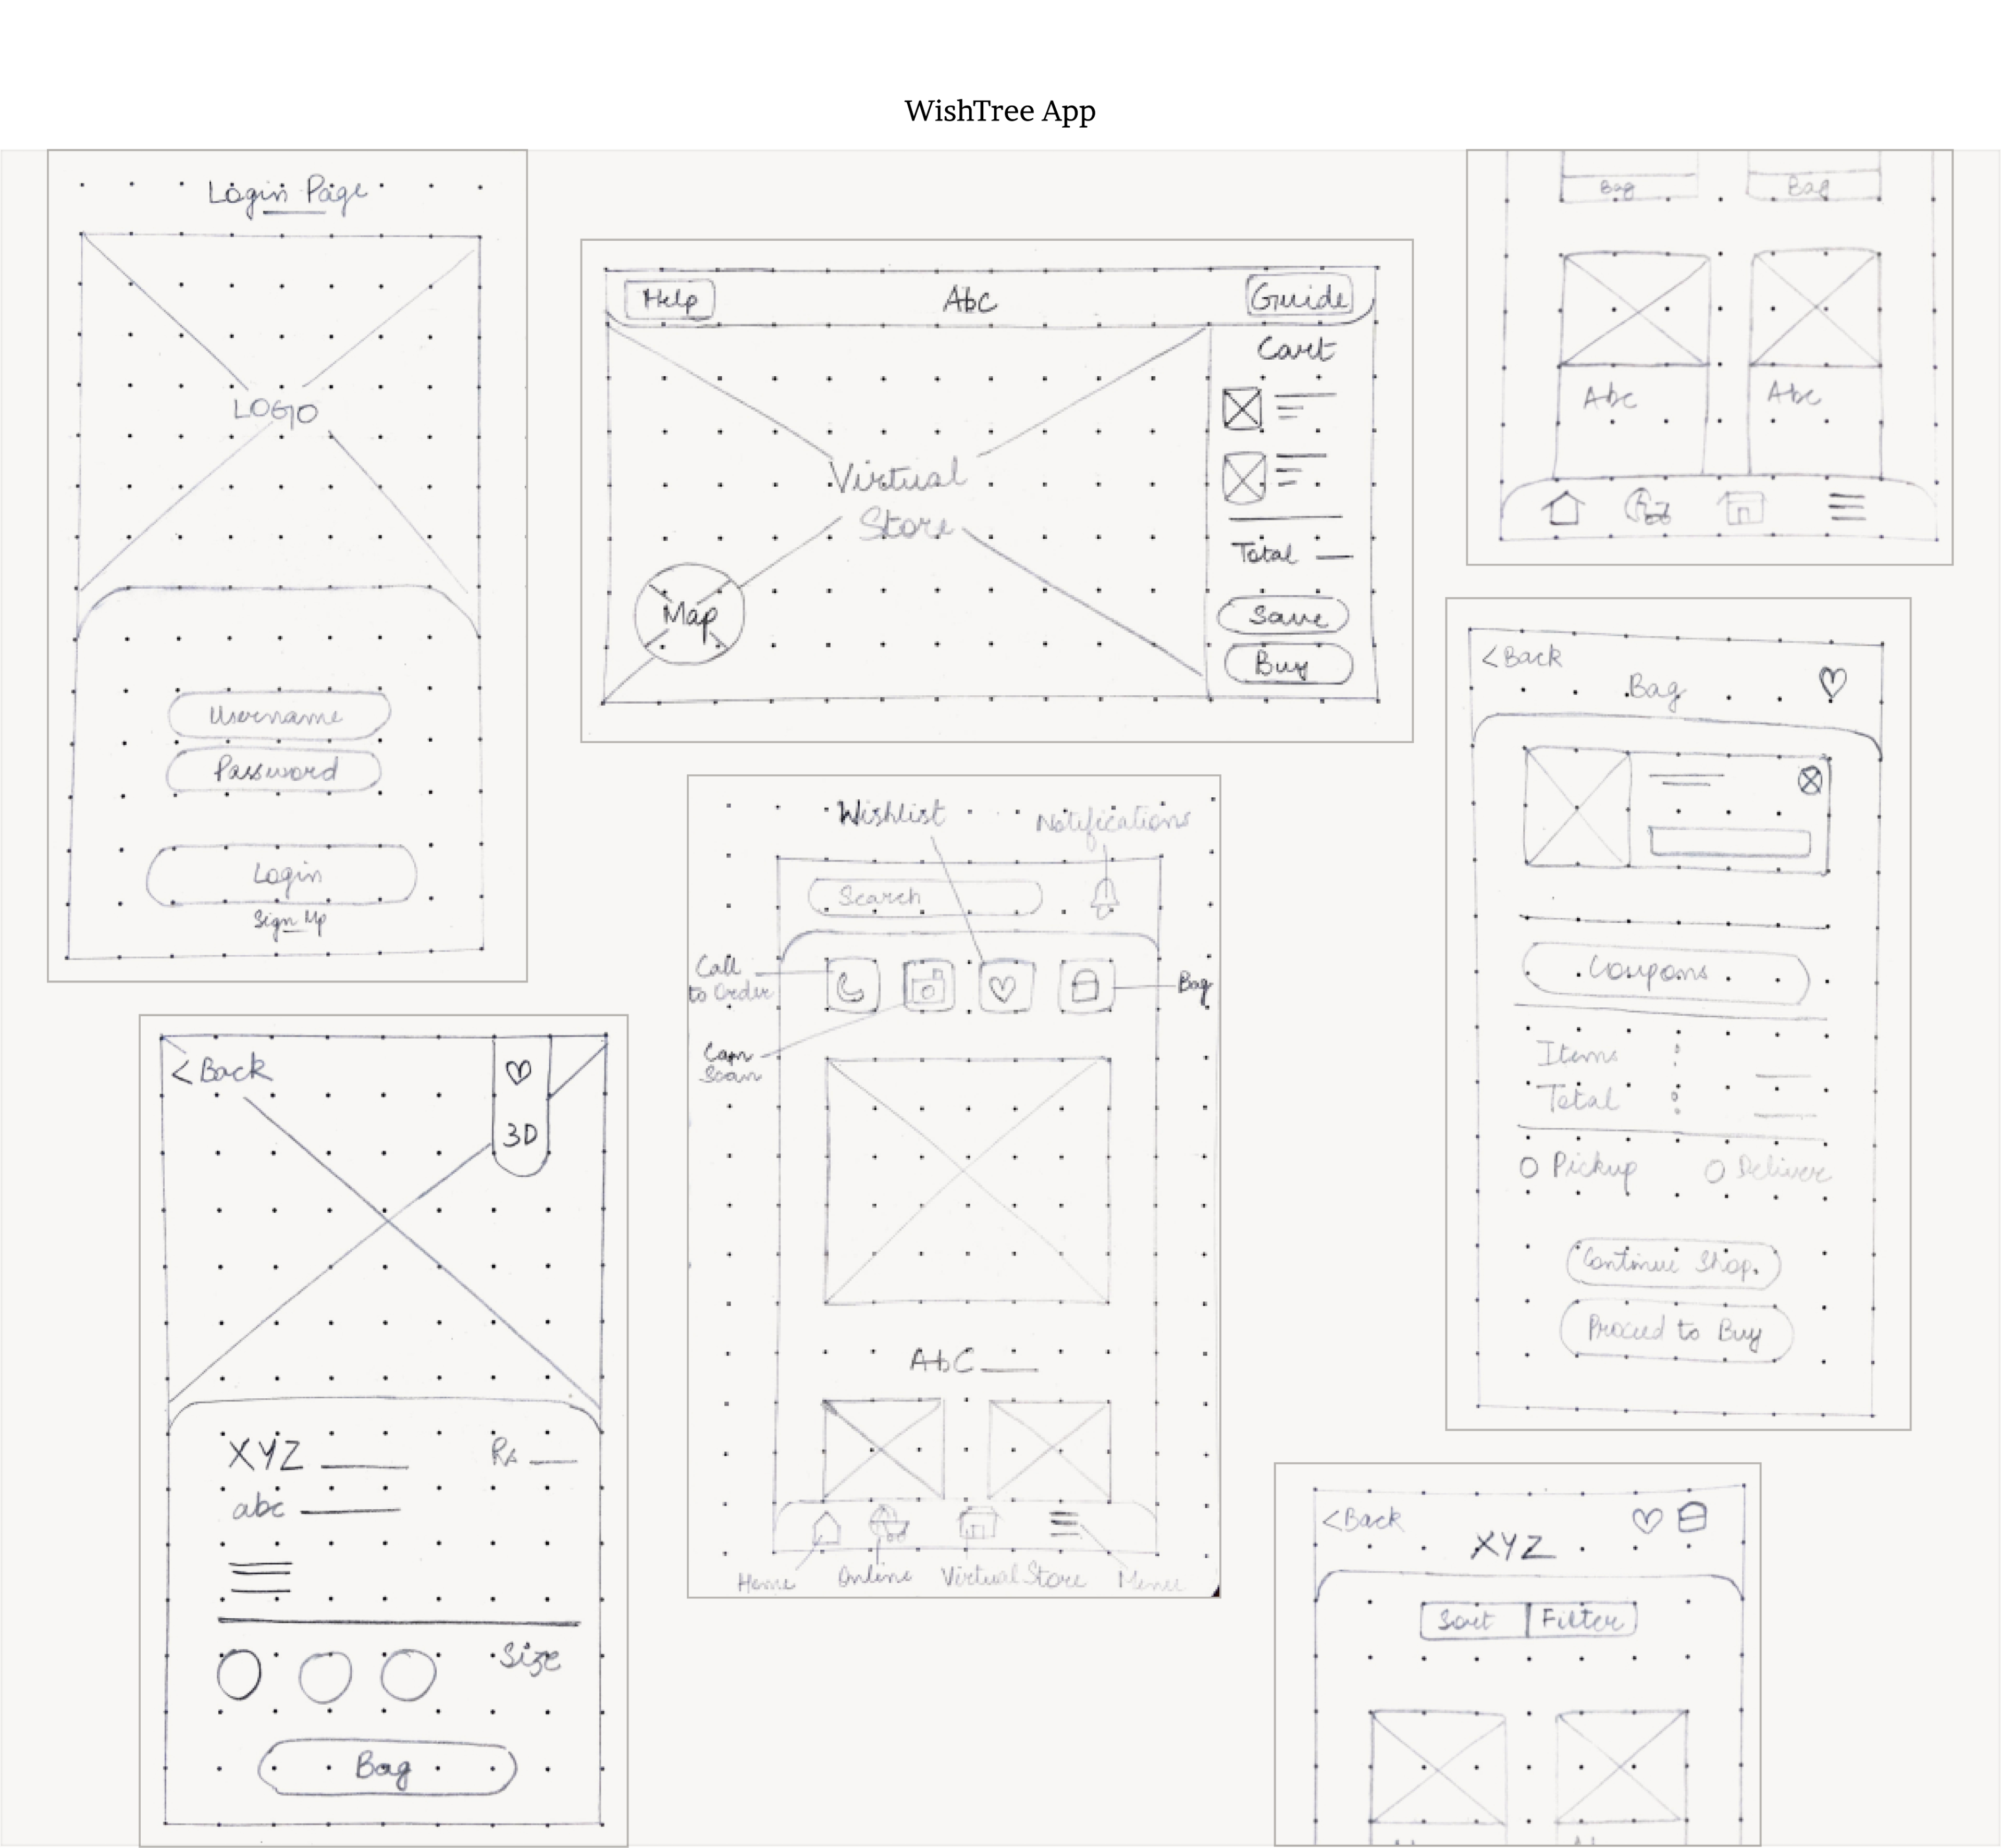 WishTree App
Login Page
LOGO
Username
Password
Login
Sign Up
Help
Abc
Guide
Virtual
Store
Map
Cart
Total
Save
Buy
Bag
Bag
Abc
Abc
<Back
Bag
Coupons
Items :
Total :
Pickup
Deliver
Continue Shop.
Proceed to Buy
Wishlist
Notifications
Search
Call
to Order
Bag
Cam
Scan
AbC
Home
Online
Virtual Store
Menu
<Back
3D
XYZ
Rs
abc
Size
Bag
<Back
XYZ
Sort
Filter